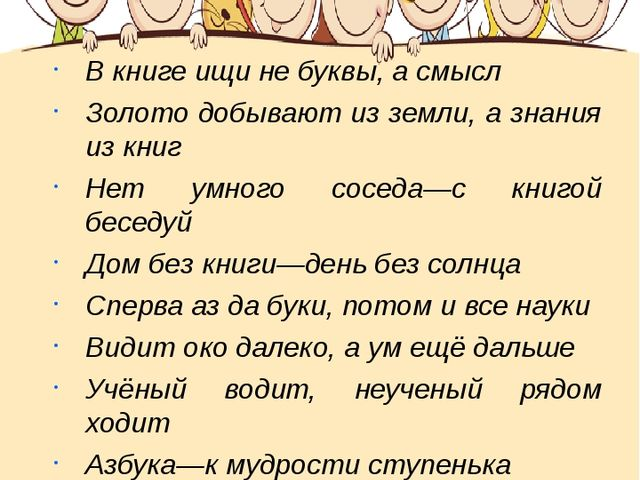 В книге ищи не буквы, а смысл
Золото добывают из земли, а знания
из книг
Нет умного соседа—с книгой
беседуй
Дом без книги—день без солнца
Сперва аз да буки, потом и все науки
Видит око далеко, а ум ещё дальше
Учёный водит, неученый рядом
ходит
Азбука—к мудрости ступенька